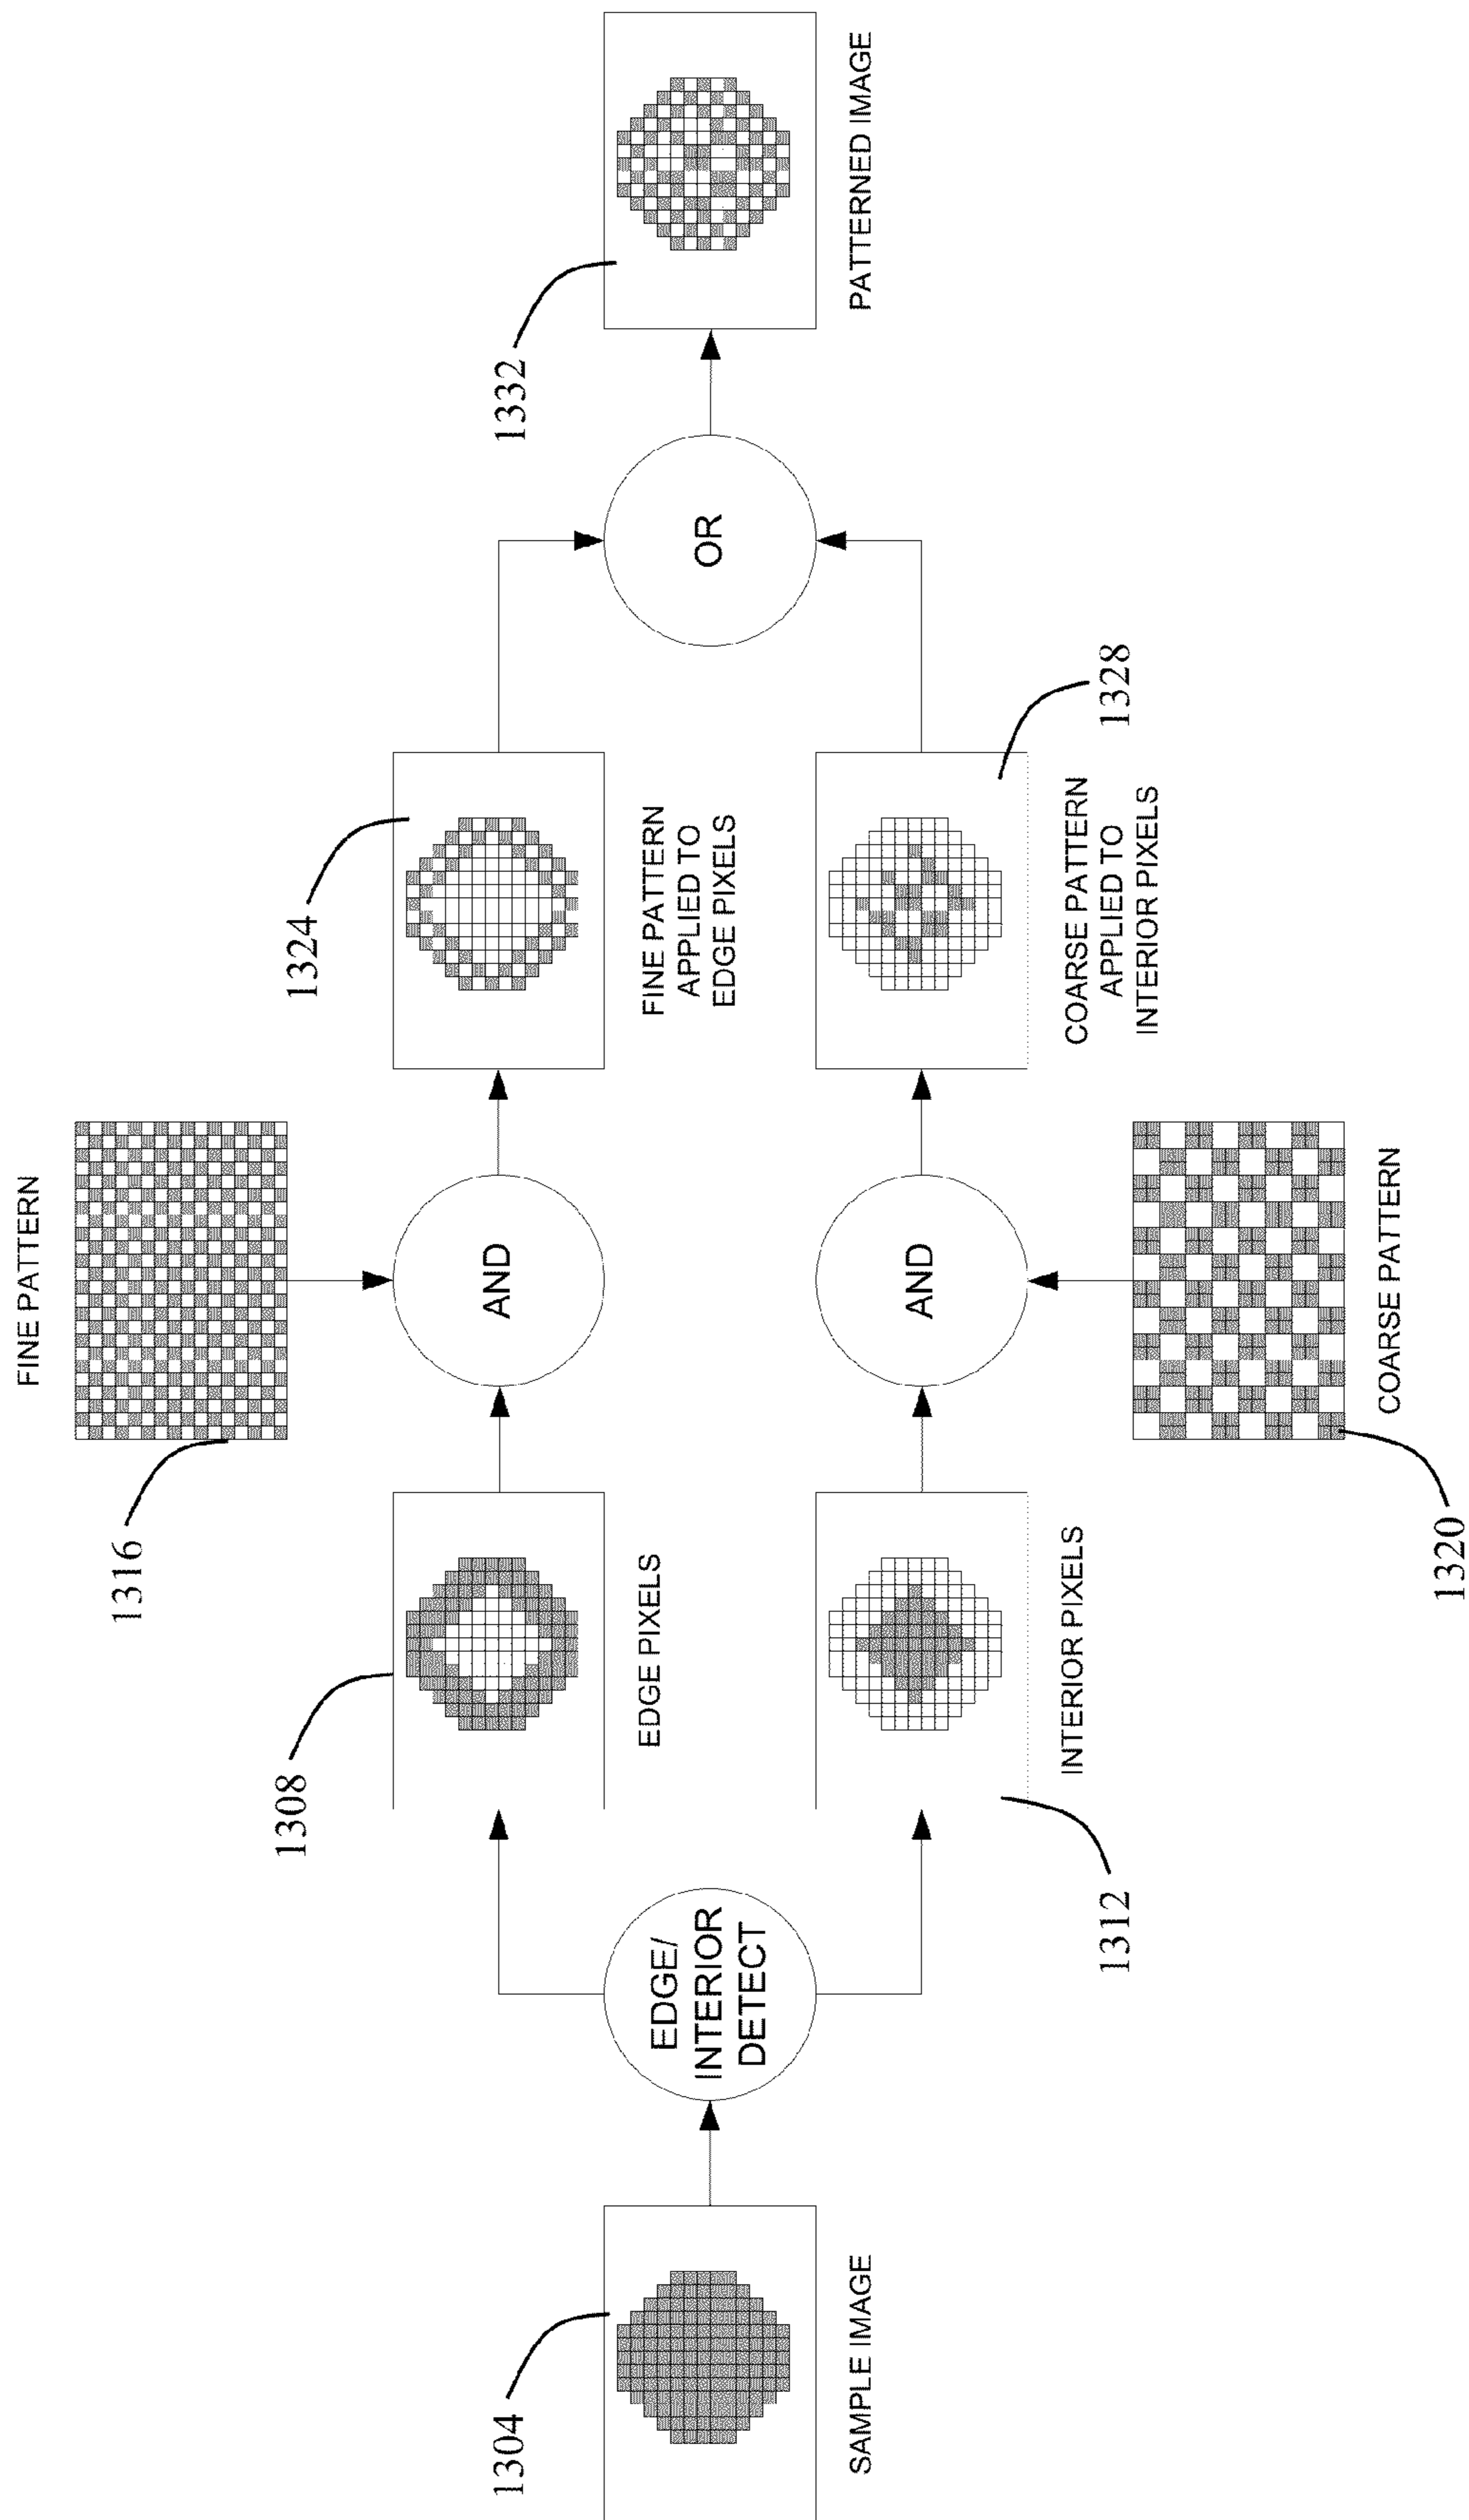 SAMPLE IMAGE
1304
EDGE/
INTERIOR
DETECT
1308
EDGE PIXELS
1312
INTERIOR PIXELS
FINE PATTERN
1316
AND
AND
1320
COARSE PATTERN
1324
FINE PATTERN
APPLIED TO
EDGE PIXELS
1328
COARSE PATTERN
APPLIED TO
INTERIOR PIXELS
OR
1332
PATTERNED IMAGE